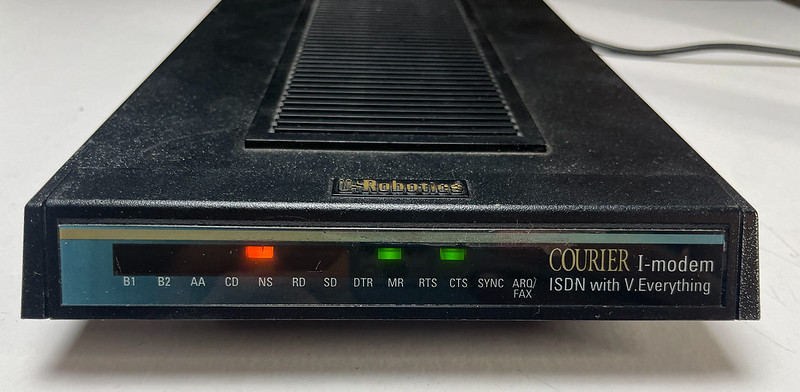 U.S. Robotics
COURIER I-modem
ISDN with V.Everything
B1 B2 AA CD NS RD SD DTR MR RTS CTS SYNC ARQ/
FAX